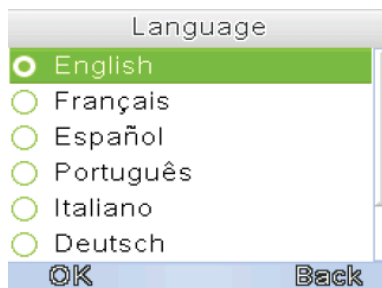 Language
English
Français
Español
Português
Italiano
Deutsch
OK Back